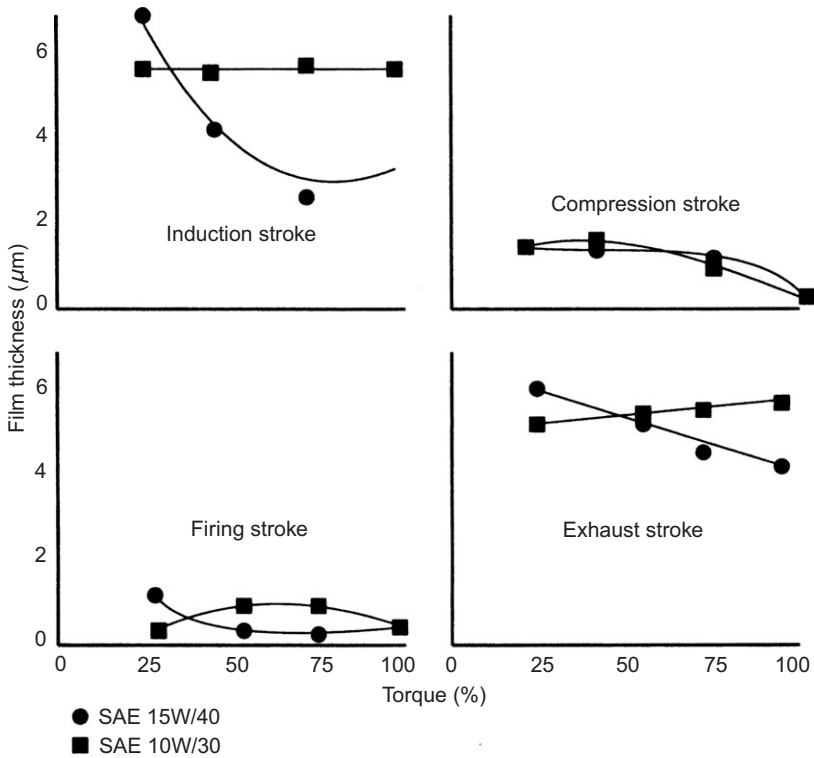 6
4
2
0
Induction stroke
Compression stroke
Film thickness (μm)
6
4
2
0
Firing stroke
Exhaust stroke
0 25 50 75 100
0 25 50 75 100
Torque (%)
SAE 15W/40
SAE 10W/30